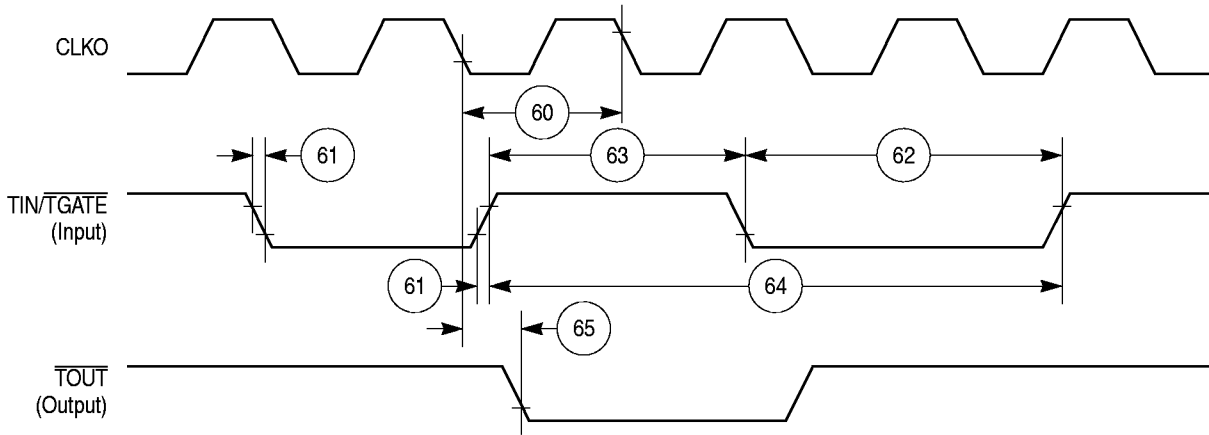 CLKO
60
61
63
62
TIN/TGATE
(Input)
61
64
65
TOUT
(Output)